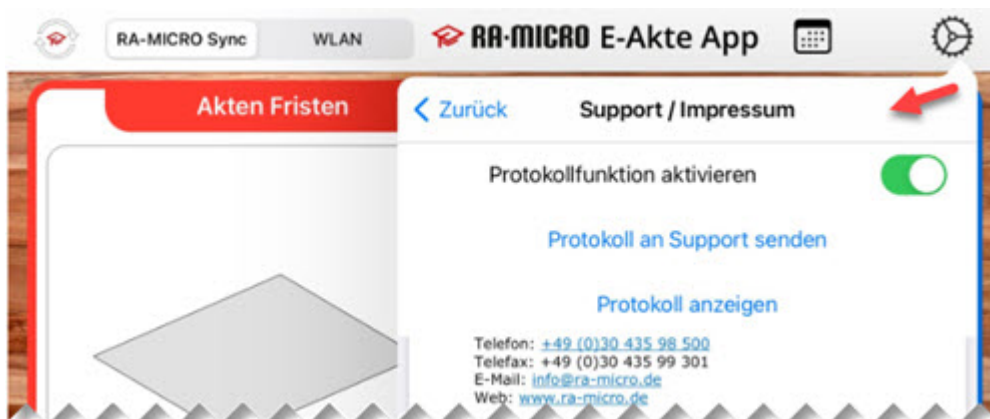 RA-MICRO Sync WLAN RA-MICRO E-Akte App
Akten Fristen
Zurück Support / Impressum
Protokollfunktion aktivieren
Protokoll an Support senden
Protokoll anzeigen
Telefon: +49 (0)30 435 98 500
Telefax: +49 (0)30 435 99 301
E-Mail: info@ra-micro.de
Web: www.ra-micro.de